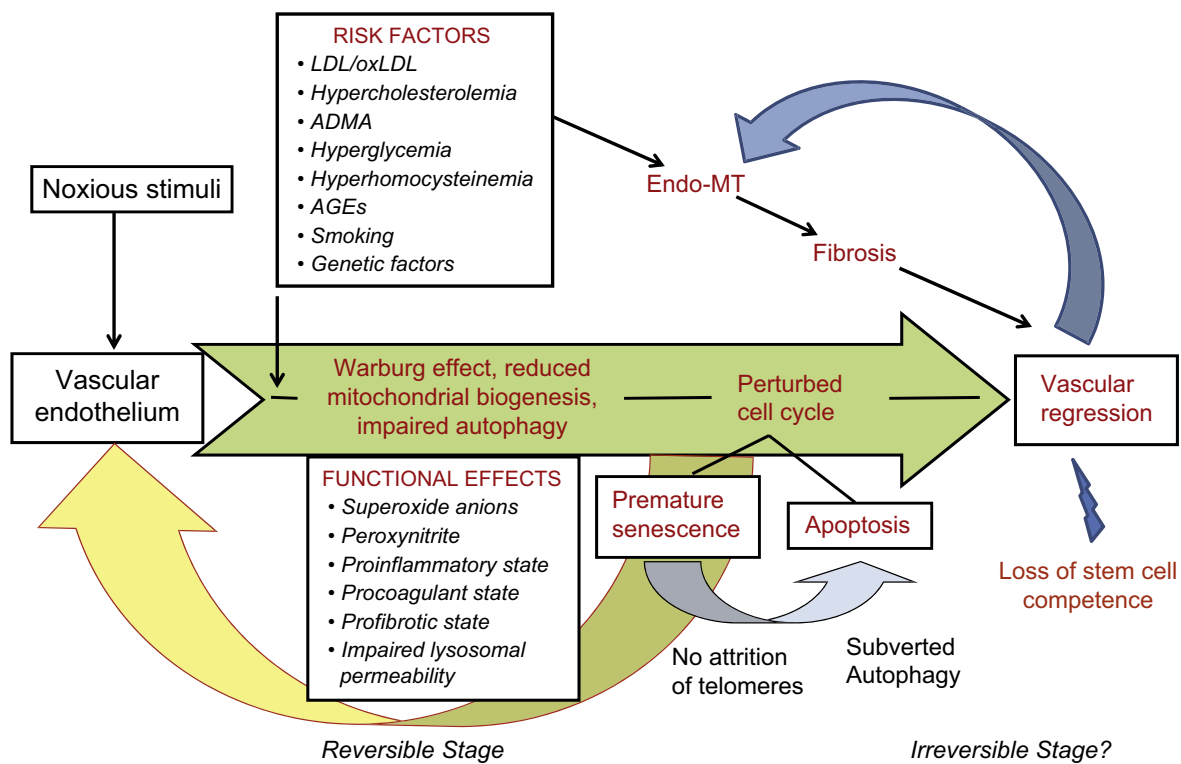 RISK FACTORS
• LDL/oxLDL
• Hypercholesterolemia
• ADMA
• Hyperglycemia
• Hyperhomocysteinemia
• AGEs
• Smoking
• Genetic factors
Noxious stimuli
Endo-MT
Fibrosis
Vascular
endothelium
Warburg effect, reduced
mitochondrial biogenesis,
impaired autophagy
Perturbed
cell cycle
Vascular
regression
FUNCTIONAL EFFECTS
• Superoxide anions
• Peroxynitrite
• Proinflammatory state
• Procoagulant state
• Profibrotic state
• Impaired lysosomal
permeability
Premature
senescence
Apoptosis
Loss of stem cell
competence
No attrition
of telomeres
Subverted
Autophagy
Reversible Stage
Irreversible Stage?